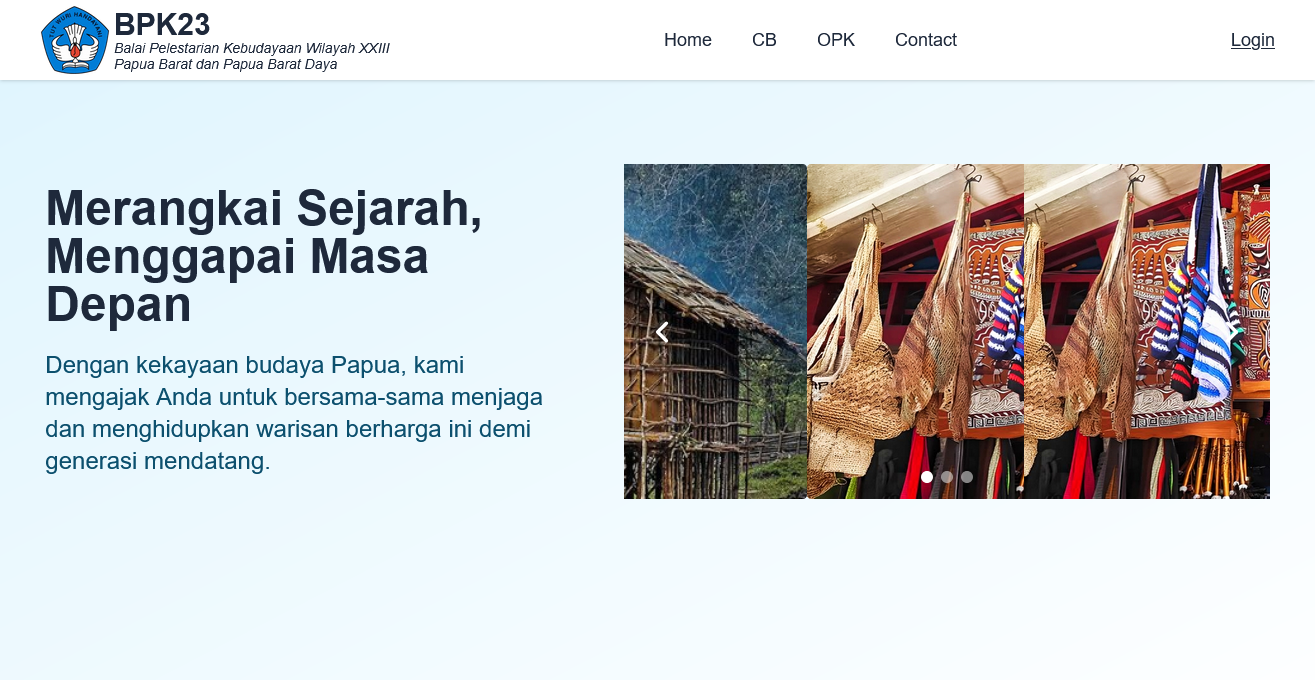 TUT WURI HANDAYANI
BPK23
Balai Pelestarian Kebudayaan Wilayah XXIII
Papua Barat dan Papua Barat Daya
Home
CB
OPK
Contact
Login
Merangkai Sejarah,
Menggapai Masa
Depan
Dengan kekayaan budaya Papua, kami
mengajak Anda untuk bersama-sama menjaga
dan menghidupkan warisan berharga ini demi
generasi mendatang.